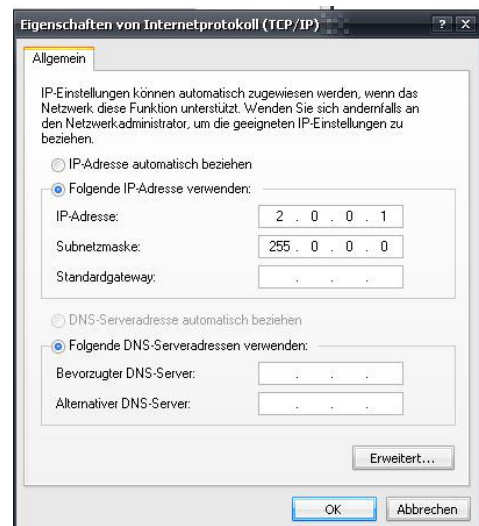 Eigenschaften von Internetprotokoll (TCP/IP)
Allgemein
IP-Einstellungen können automatisch zugewiesen werden, wenn das
Netzwerk diese Funktion unterstützt. Wenden Sie sich andernfalls an
den Netzwerkadministrator, um die geeigneten IP-Einstellungen zu
beziehen.
IP-Adresse automatisch beziehen
Folgende IP-Adresse verwenden:
IP-Adresse: 2 . 0 . 0 . 1
Subnetzmaske: 255 . 0 . 0 . 0
Standardgateway: . . .
DNS-Serveradresse automatisch beziehen
Folgende DNS-Serveradressen verwenden:
Bevorzugter DNS-Server: . . .
Alternativer DNS-Server: . . .
Erweitert...
OK Abbrechen